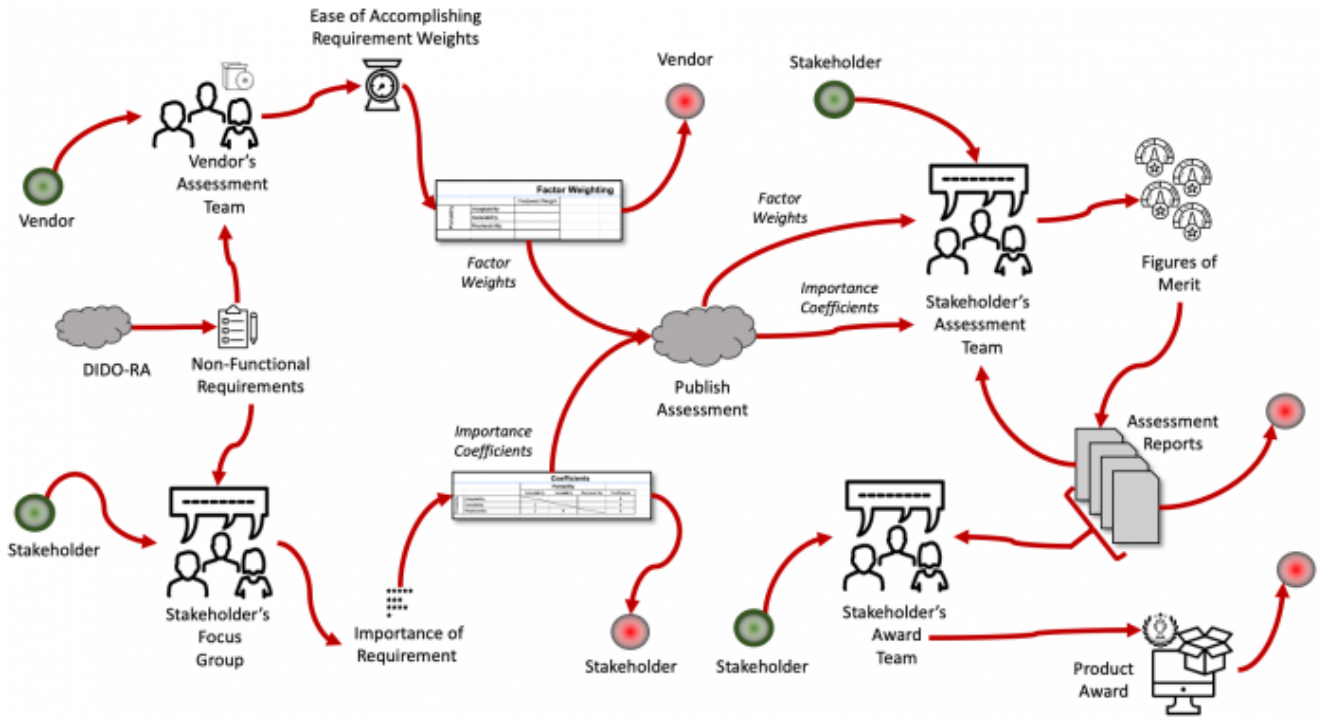 Ease of Accomplishing
Requirement Weights
Vendor
Stakeholder
Vendor's
Assessment
Team
Vendor
Factor Weighting
Factor
Weights
Factor
Weights
Importance
Coefficients
Stakeholder's
Assessment
Team
Figures of
Merit
DIDO-RA
Non-Functional
Requirements
Publish
Assessment
Importance
Coefficients
Assessment
Reports
Coefficients
Stakeholder
Stakeholder's
Focus
Group
Importance of
Requirement
Stakeholder
Stakeholder
Stakeholder's
Award
Team
Product
Award